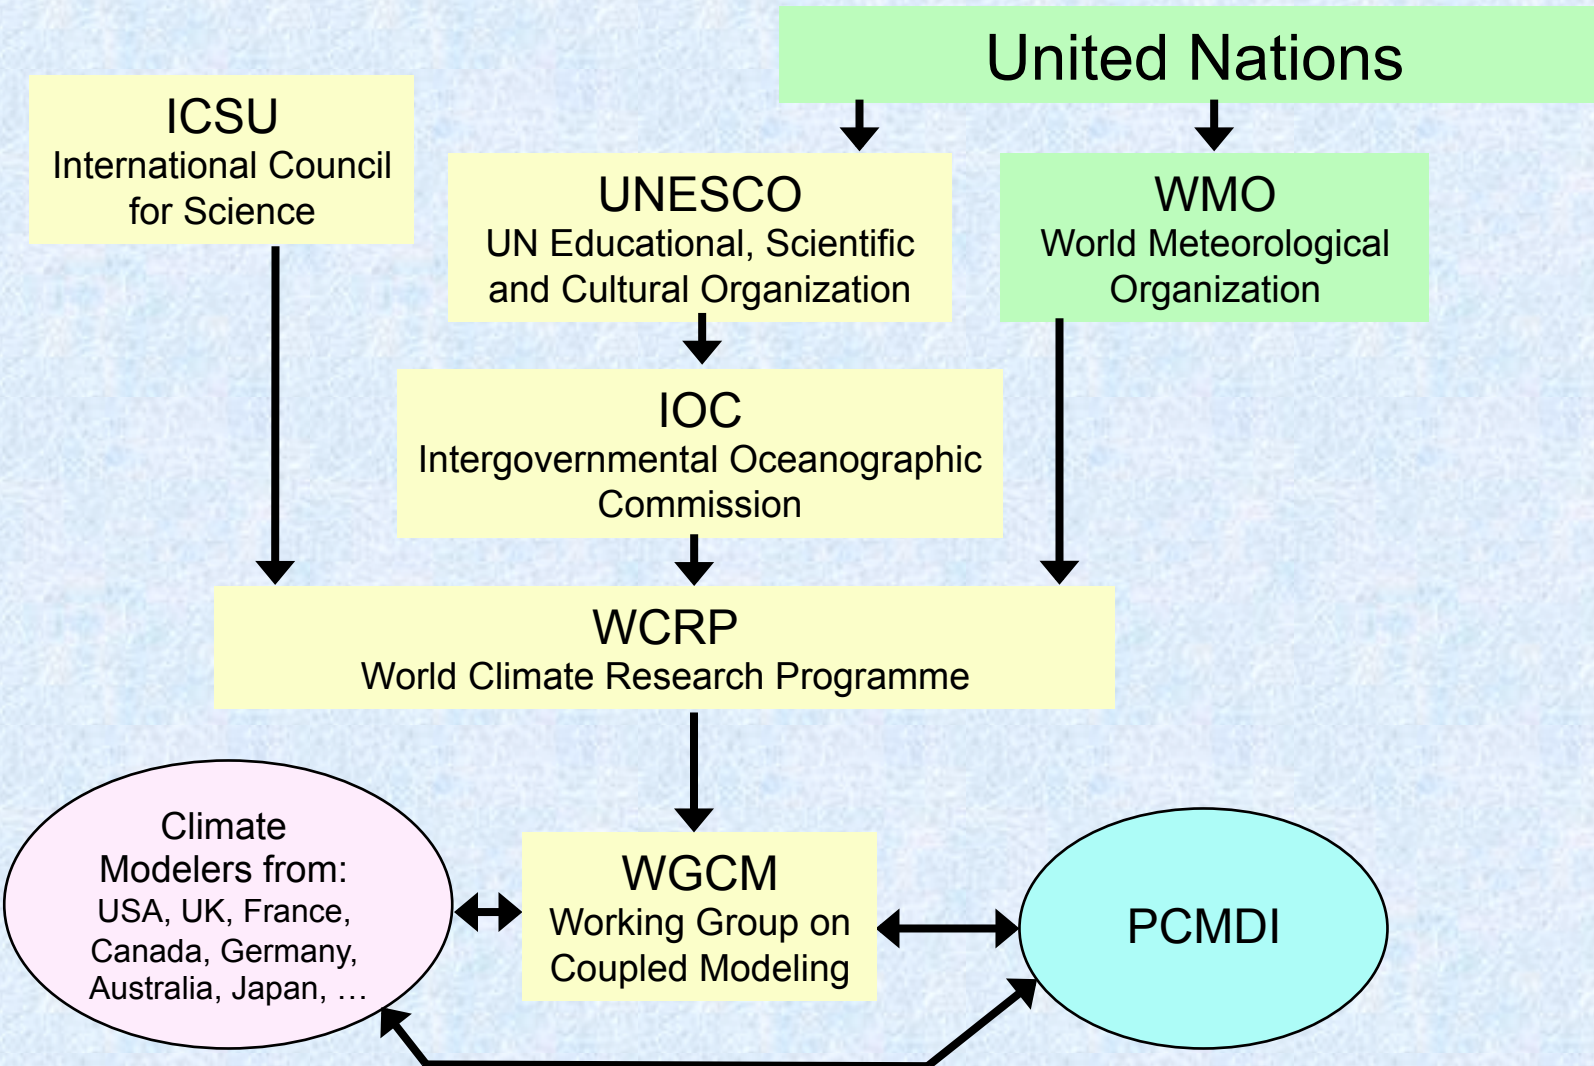 United Nations
ICSU
International Council
for Science
UNESCO
UN Educational, Scientific
and Cultural Organization
WMO
World Meteorological
Organization
IOC
Intergovernmental Oceanographic
Commission
WCRP
World Climate Research Programme
Climate
Modelers from:
USA, UK, France,
Canada, Germany,
Australia, Japan, …
WGCM
Working Group on
Coupled Modeling
PCMDI